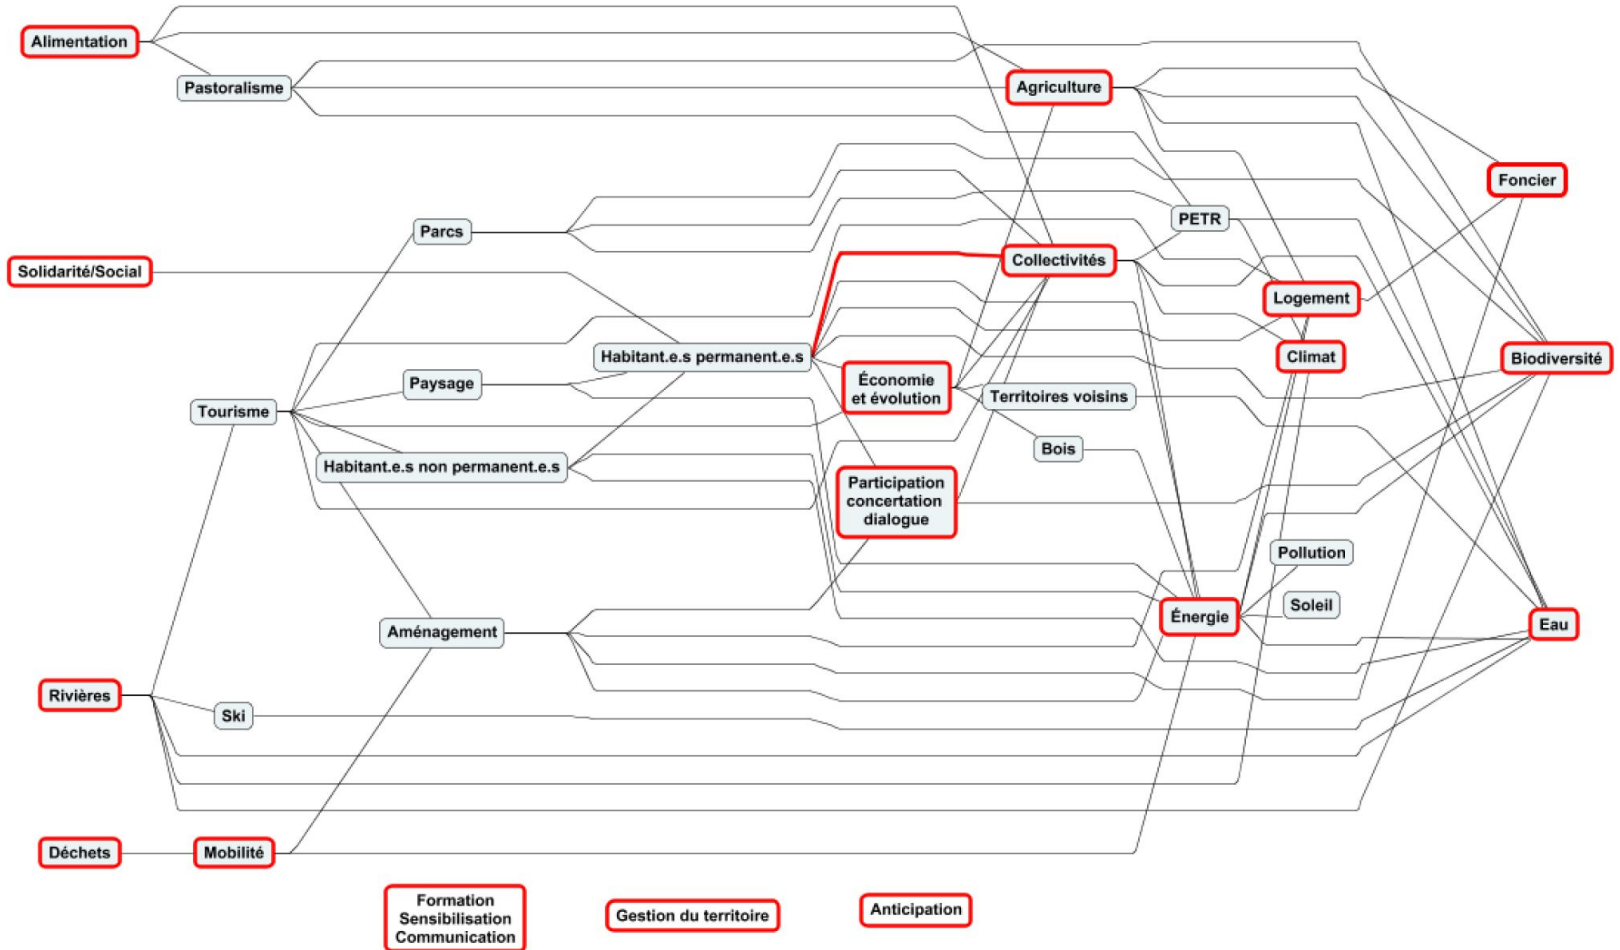 Alimentation
Pastoralisme
Agriculture
Foncier
Parcs
PETR
Solidarité/Social
Collectivités
Logement
Habitant.e.s permanent.e.s
Climat
Biodiversité
Paysage
Économie
et évolution
Territoires voisins
Tourisme
Habitant.e.s non permanent.e.s
Bois
Participation
concertation
dialogue
Pollution
Soleil
Énergie
Eau
Aménagement
Rivières
Ski
Déchets
Mobilité
Formation
Sensibilisation
Communication
Gestion du territoire
Anticipation